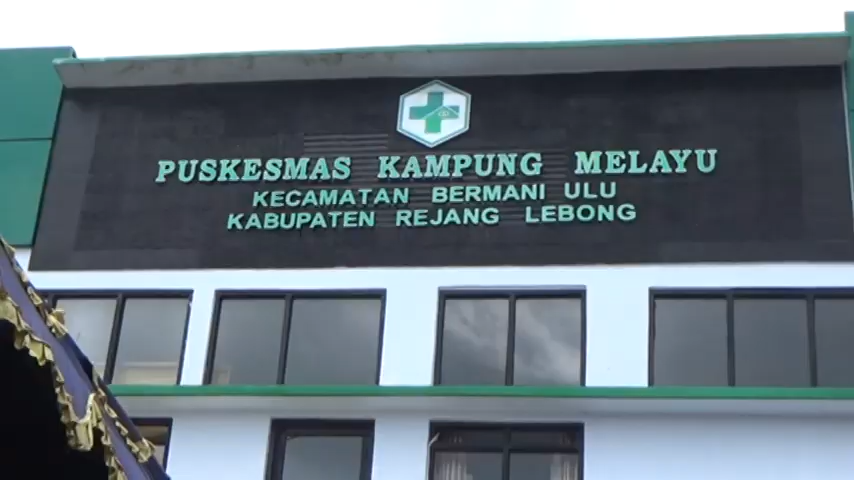 PUSKESMAS KAMPUNG MELAYU
KECAMATAN BERMANI ULU
KABUPATEN REJANG LEBONG